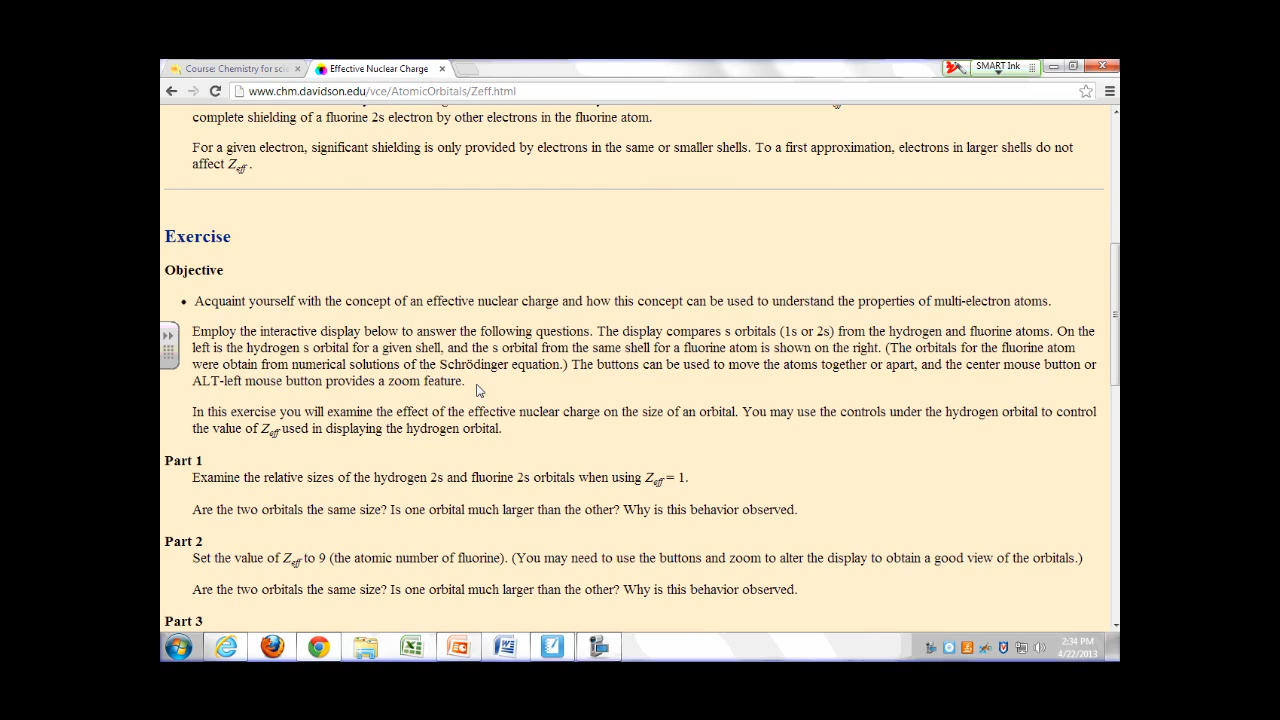 Course: Chemistry for sci
Effective Nuclear Charge
SMART Ink
www.chm.davidson.edu/vce/AtomicOrbitals/Zeff.html
complete shielding of a fluorine 2s electron by other electrons in the fluorine atom.
For a given electron, significant shielding is only provided by electrons in the same or smaller shells. To a first approximation, electrons in larger shells do not
affect Zeff .
Exercise
Objective
• Acquaint yourself with the concept of an effective nuclear charge and how this concept can be used to understand the properties of multi-electron atoms.
Employ the interactive display below to answer the following questions. The display compares s orbitals (1s or 2s) from the hydrogen and fluorine atoms. On the
left is the hydrogen s orbital for a given shell, and the s orbital from the same shell for a fluorine atom is shown on the right. (The orbitals for the fluorine atom
were obtain from numerical solutions of the Schrödinger equation.) The buttons can be used to move the atoms together or apart, and the center mouse button or
ALT-left mouse button provides a zoom feature.
In this exercise you will examine the effect of the effective nuclear charge on the size of an orbital. You may use the controls under the hydrogen orbital to control
the value of Zeff used in displaying the hydrogen orbital.
Part 1
Examine the relative sizes of the hydrogen 2s and fluorine 2s orbitals when using Zeff = 1.
Are the two orbitals the same size? Is one orbital much larger than the other? Why is this behavior observed.
Part 2
Set the value of Zeff to 9 (the atomic number of fluorine). (You may need to use the buttons and zoom to alter the display to obtain a good view of the orbitals.)
Are the two orbitals the same size? Is one orbital much larger than the other? Why is this behavior observed.
Part 3
2:34 PM
4/22/2013